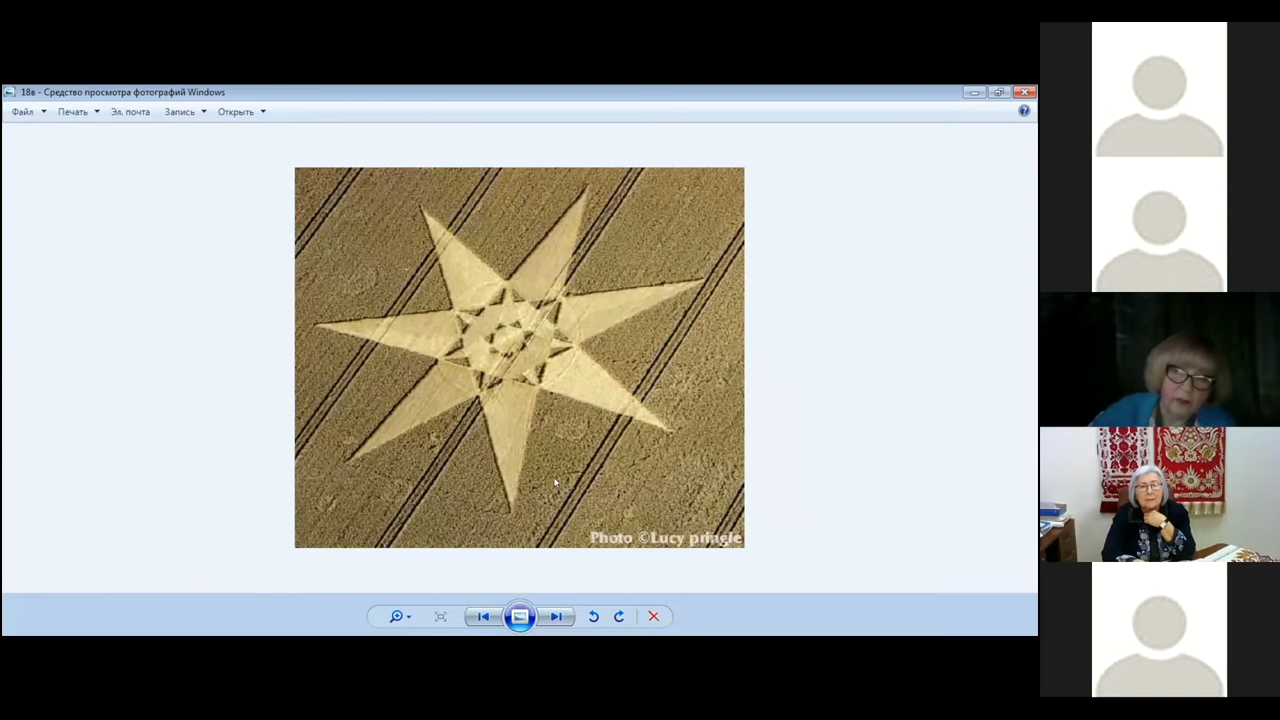 18в - Средство просмотра фотографий Windows
Файл Печать Эл. почта Запись Открыть
Photo ©Lucy pringle